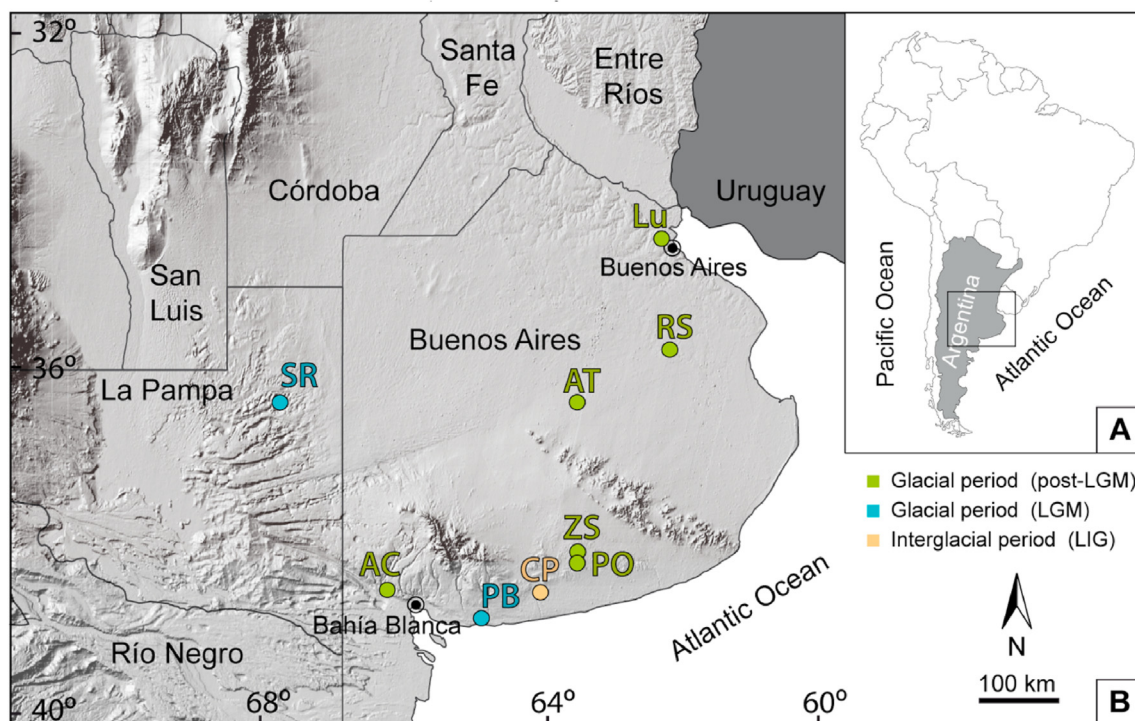 32º
Santa
Fe
Entre
Ríos
Córdoba
Uruguay
Lu
Buenos Aires
San
Luis
Buenos Aires
RS
36º
La Pampa
SR
AT
ZS
PO
AC
CP
PB
Bahía Blanca
Río Negro
Atlantic Ocean
40º
68º
64º
60º
Pacific Ocean
Argentina
Atlantic Ocean
A
Glacial period (post-LGM)
Glacial period (LGM)
Interglacial period (LIG)
N
100 km
B